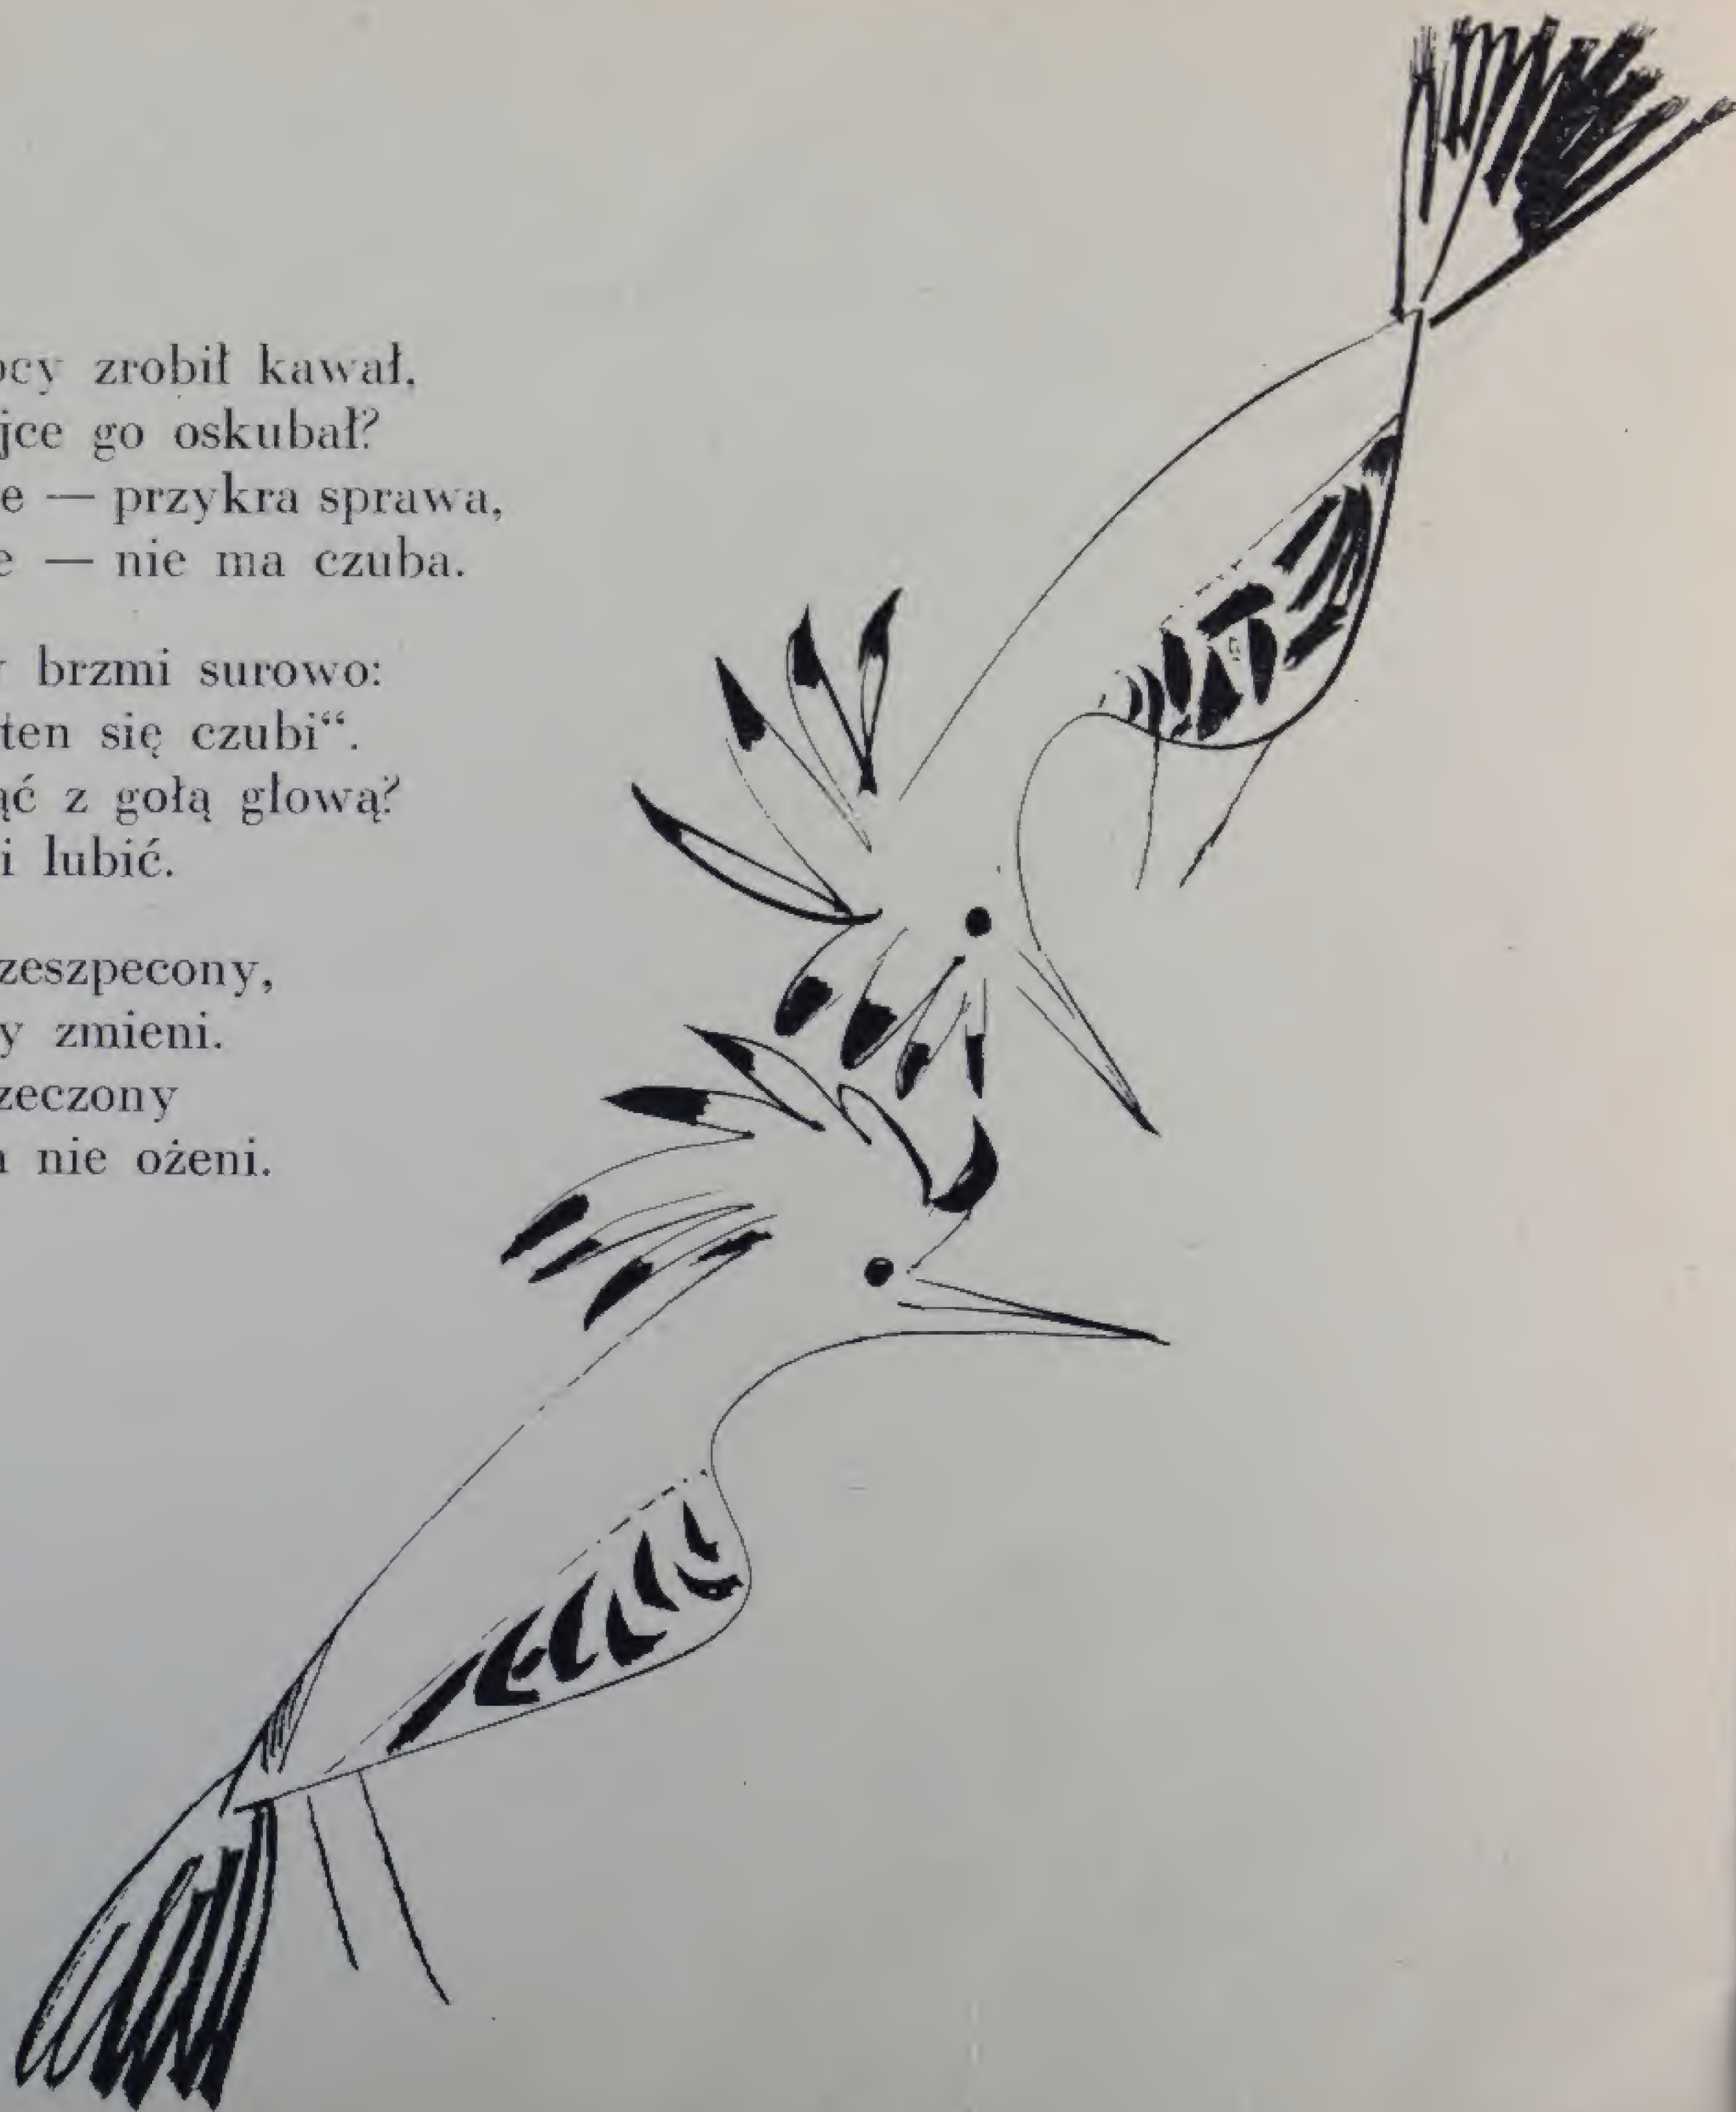 ocy zrobił kawał,
jce go oskubał?
e — przykra sprawa,
e — nie ma czuba.
brzmi surowo:
ten się czubi“.
ąć z gołą głową?
i lubić.
zeszpecony,
y zmieni.
zeczony
nie ożeni.